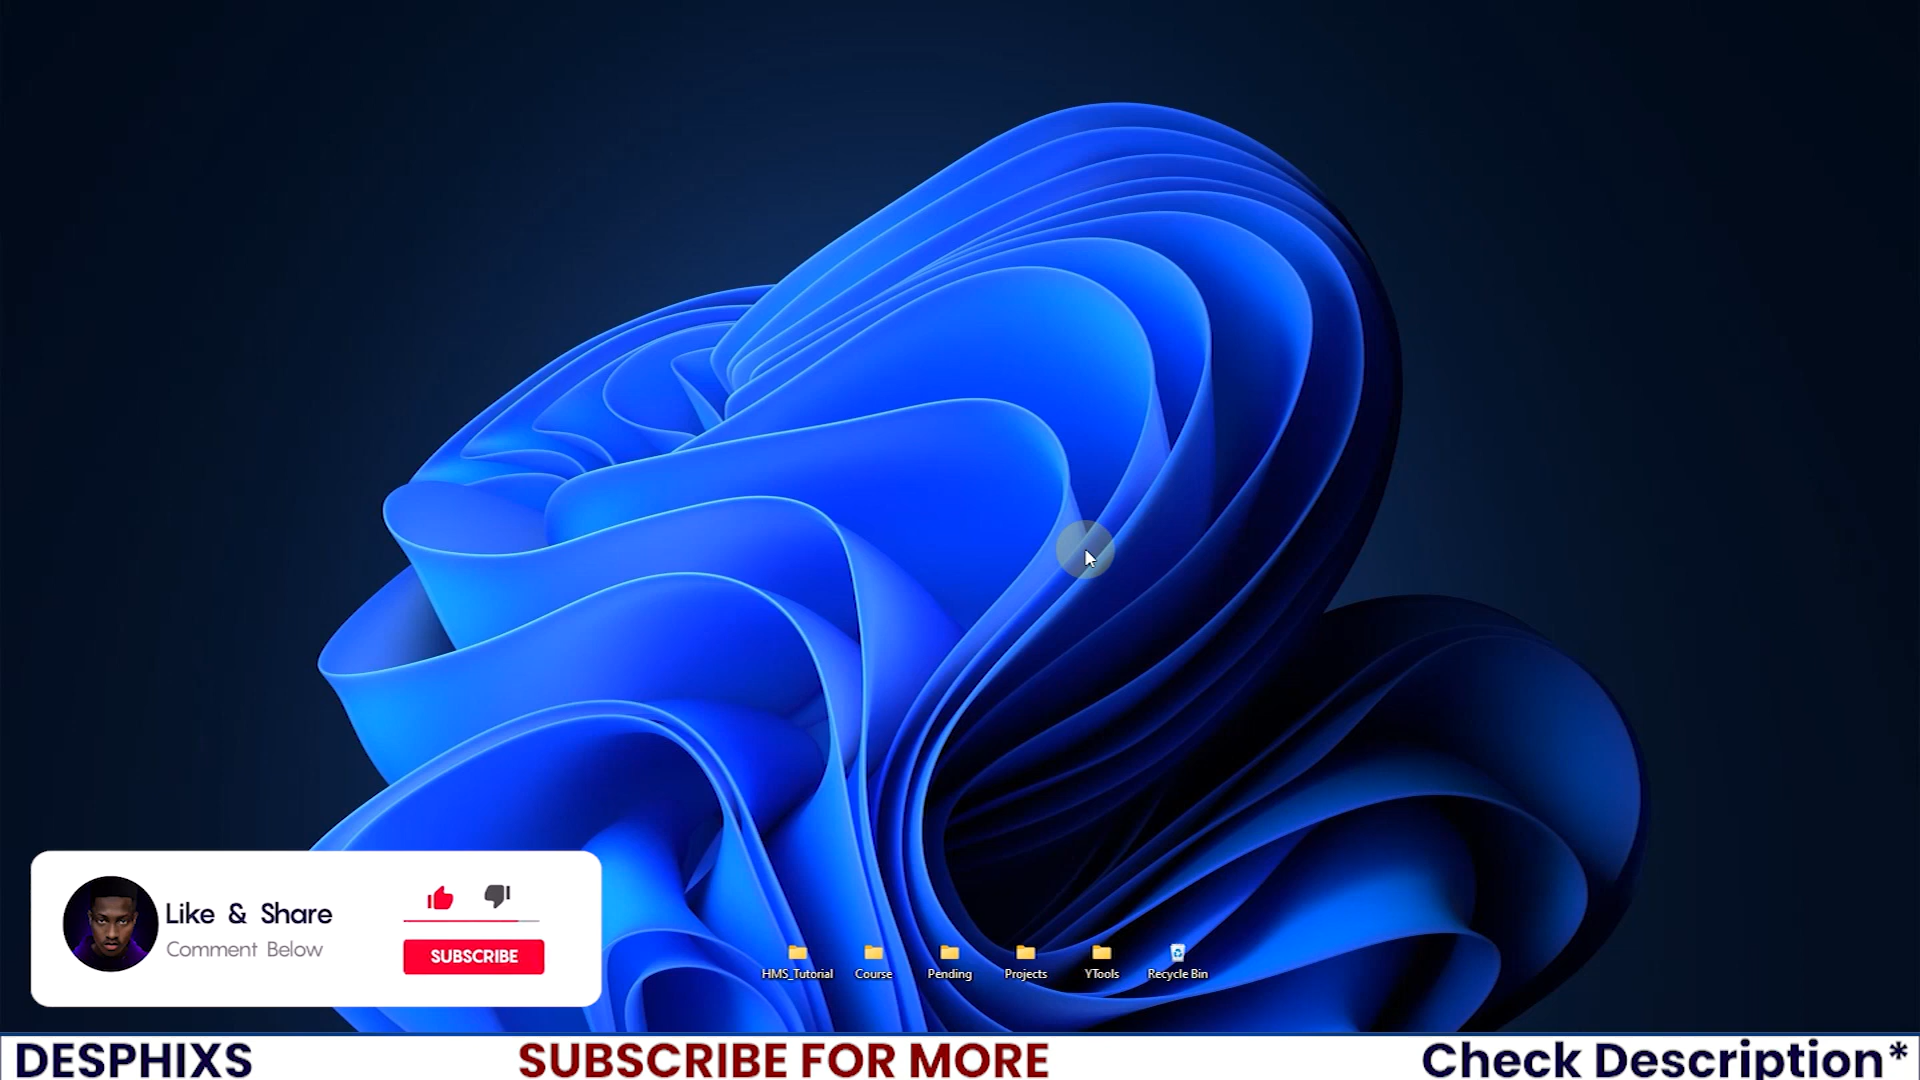 Like & Share
Comment Below
SUBSCRIBE
HMS_Tutorial
Course
Pending
Projects
YTools
Recycle Bin
DESPHIXS
SUBSCRIBE FOR MORE
Check Description*